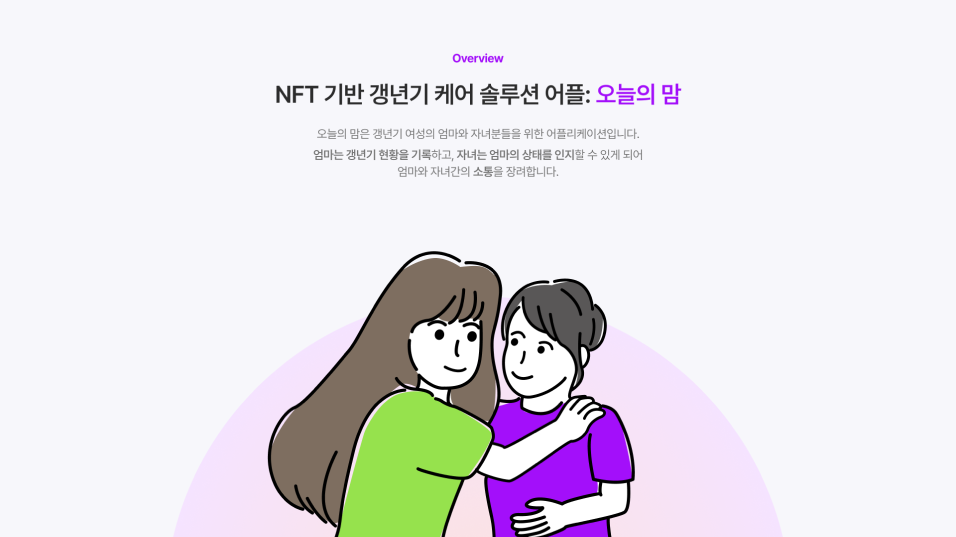 Overview
NFT 기반 갱년기 케어 솔루션 어플: 오늘의 맘
오늘의 맘은 갱년기 여성의 엄마와 자녀분들을 위한 어플리케이션입니다.
엄마는 갱년기 현황을 기록하고, 자녀는 엄마의 상태를 인지할 수 있게 되어
엄마와 자녀간의 소통을 장려합니다.